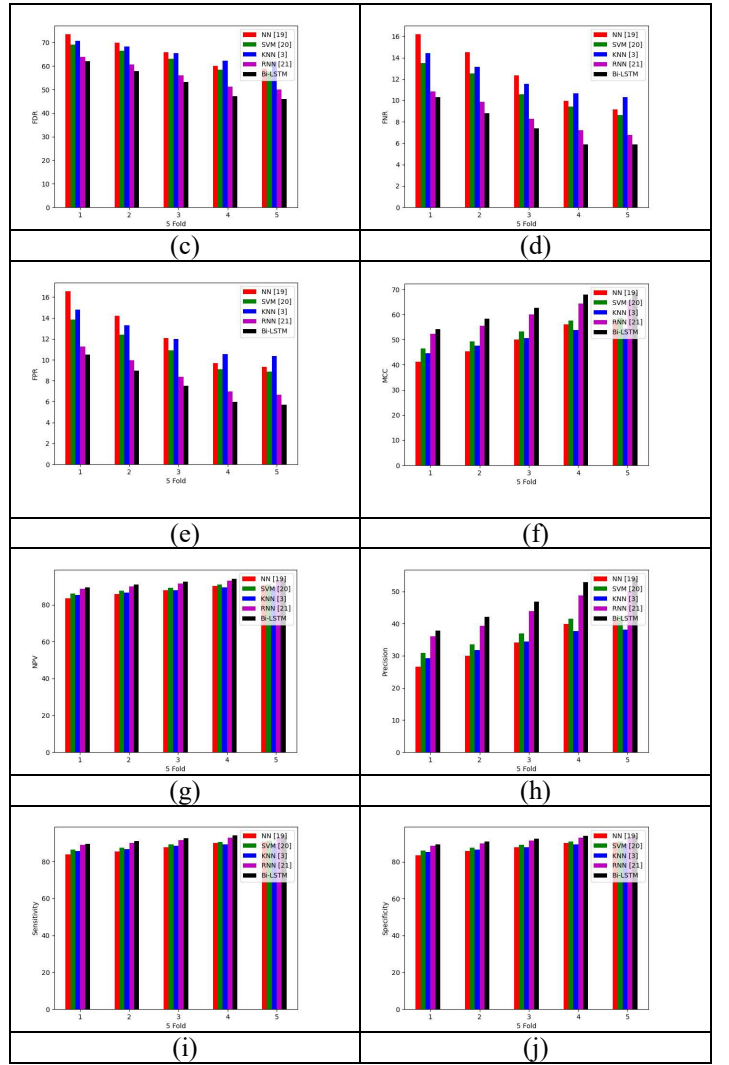 70
60
50
40
30
20
10
0
FDR
NN [19]
SVM [20]
KNN [3]
RNN [21]
Bi-LSTM
1 2 3 4 5
5 Fold
16
14
12
10
8
6
4
2
0
FNR
NN [19]
SVM [20]
KNN [3]
RNN [21]
Bi-LSTM
1 2 3 4 5
5 Fold
(c) (d)
16
14
12
10
8
6
4
2
0
FPR
NN [19]
SVM [20]
KNN [3]
RNN [21]
Bi-LSTM
1 2 3 4 5
5 Fold
70
60
50
40
30
20
10
0
MCC
NN [19]
SVM [20]
KNN [3]
RNN [21]
Bi-LSTM
1 2 3 4 5
5 Fold
(e) (f)
80
60
40
20
0
NPV
NN [19]
SVM [20]
KNN [3]
RNN [21]
Bi-LSTM
1 2 3 4 5
5 Fold
50
40
30
20
10
0
Precision
NN [19]
SVM [20]
KNN [3]
RNN [21]
Bi-LSTM
1 2 3 4 5
5 Fold
(g) (h)
80
60
40
20
0
Sensitivity
NN [19]
SVM [20]
KNN [3]
RNN [21]
Bi-LSTM
1 2 3 4 5
5 Fold
80
60
40
20
0
Specificity
NN [19]
SVM [20]
KNN [3]
RNN [21]
Bi-LSTM
1 2 3 4 5
5 Fold
(i) (j)